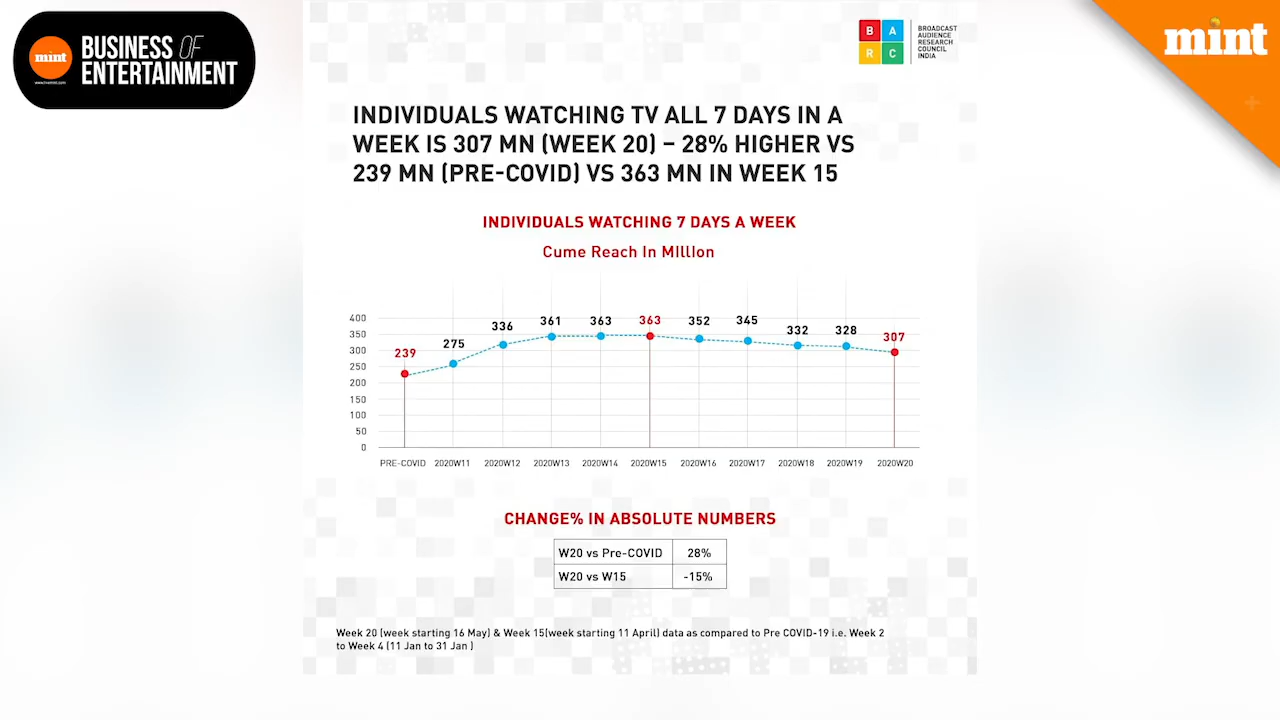 mint
www.livemint.com
BUSINESS OF
ENTERTAINMENT
B A
R C
BROADCAST
AUDIENCE
RESEARCH
COUNCIL
INDIA
mint
INDIVIDUALS WATCHING TV ALL 7 DAYS IN A
WEEK IS 307 MN (WEEK 20) – 28% HIGHER VS
239 MN (PRE-COVID) VS 363 MN IN WEEK 15
INDIVIDUALS WATCHING 7 DAYS A WEEK
Cume Reach In MIllIon
400
350
300
250
200
150
100
50
0
239 275 336 361 363 363 352 345 332 328 307
PRE-COVID 2020W11 2020W12 2020W13 2020W14 2020W15 2020W16 2020W17 2020W18 2020W19 2020W20
CHANGE% IN ABSOLUTE NUMBERS
W20 vs Pre-COVID 28%
W20 vs W15 -15%
Week 20 (week starting 16 May) & Week 15(week starting 11 April) data as compared to Pre COVID-19 i.e. Week 2
to Week 4 (11 Jan to 31 Jan )